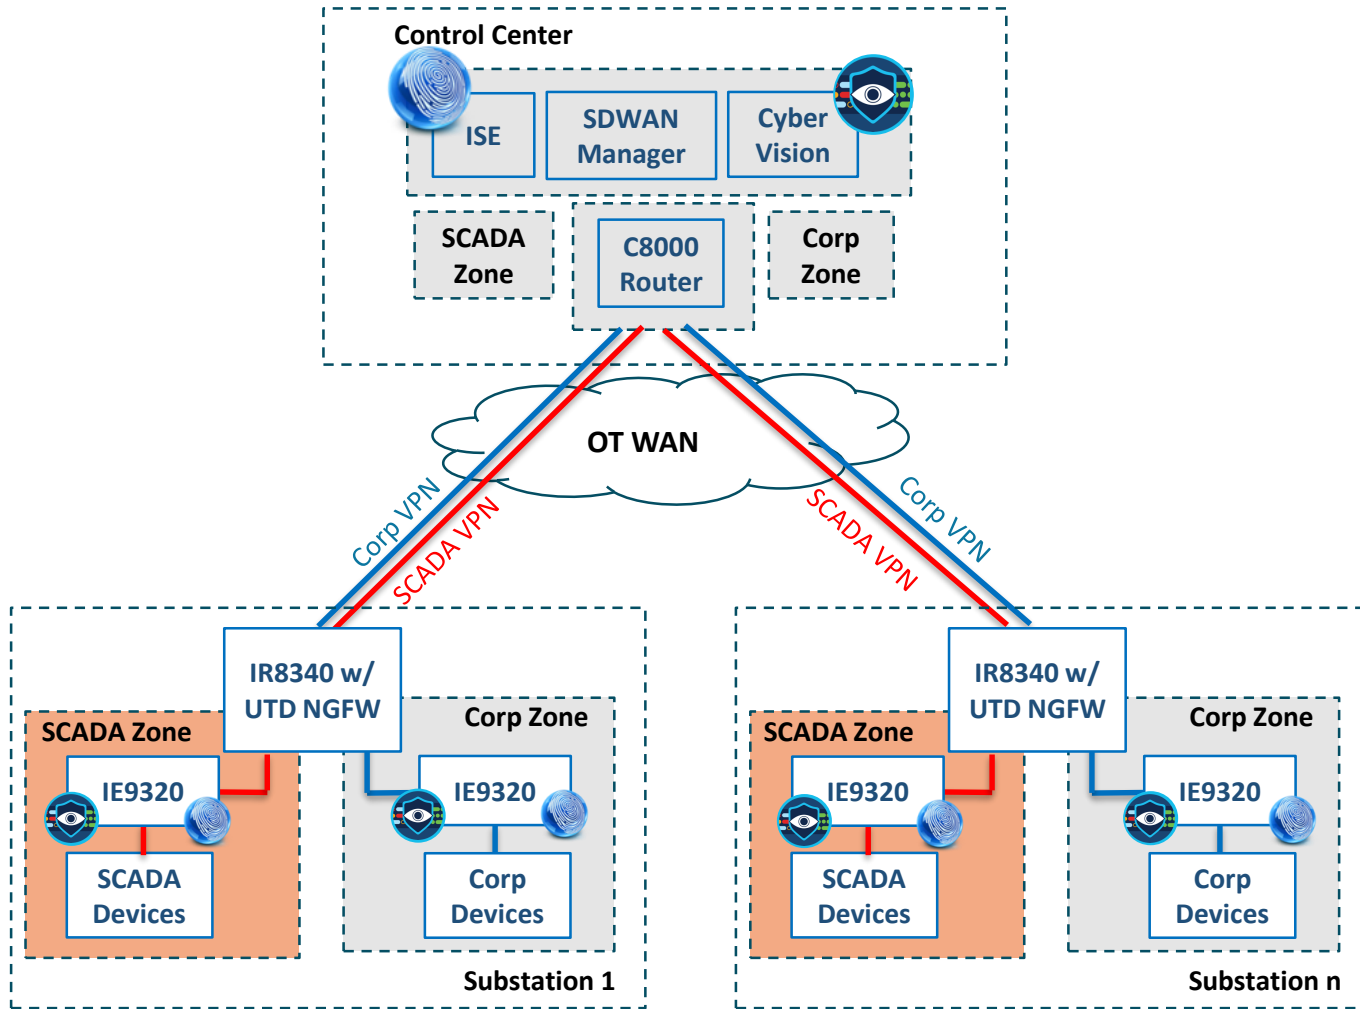 Control Center
ISE
SDWAN
Manager
Cyber
Vision
SCADA
Zone
C8000
Router
Corp
Zone
OT WAN
Corp VPN
SCADA VPN
SCADA VPN
Corp VPN
IR8340 w/
UTD NGFW
SCADA Zone
Corp Zone
IE9320
IE9320
SCADA
Devices
Corp
Devices
Substation 1
IR8340 w/
UTD NGFW
SCADA Zone
Corp Zone
IE9320
IE9320
SCADA
Devices
Corp
Devices
Substation n